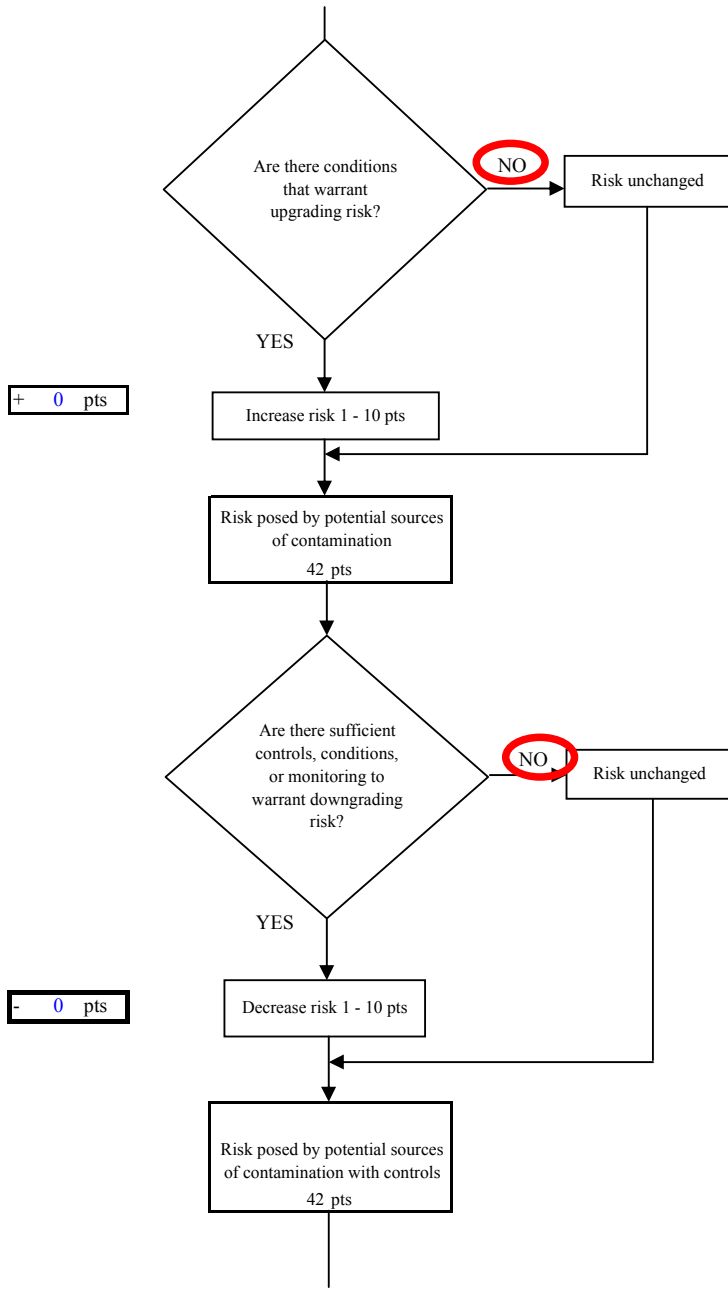 Are there conditions
that warrant
upgrading risk?
NO
Risk unchanged
YES
+ 0 pts
Increase risk 1 - 10 pts
Risk posed by potential sources
of contamination
42 pts
Are there sufficient
controls, conditions,
or monitoring to
warrant downgrading
risk?
NO
Risk unchanged
YES
- 0 pts
Decrease risk 1 - 10 pts
Risk posed by potential sources
of contamination with controls
42 pts